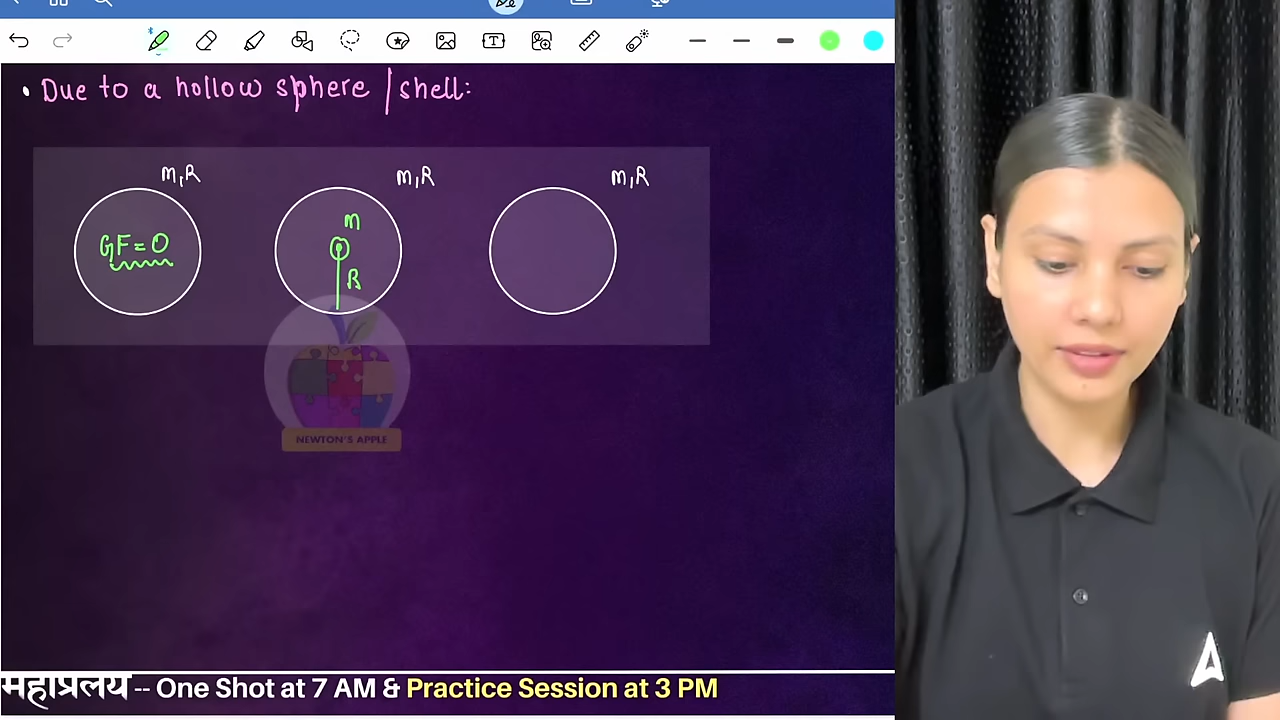 • Due to a hollow sphere / shell:
M,R
M,R
M,R
GF=0
M
R
NEWTON'S APPLE
महाप्रलय -- One Shot at 7 AM & Practice Session at 3 PM